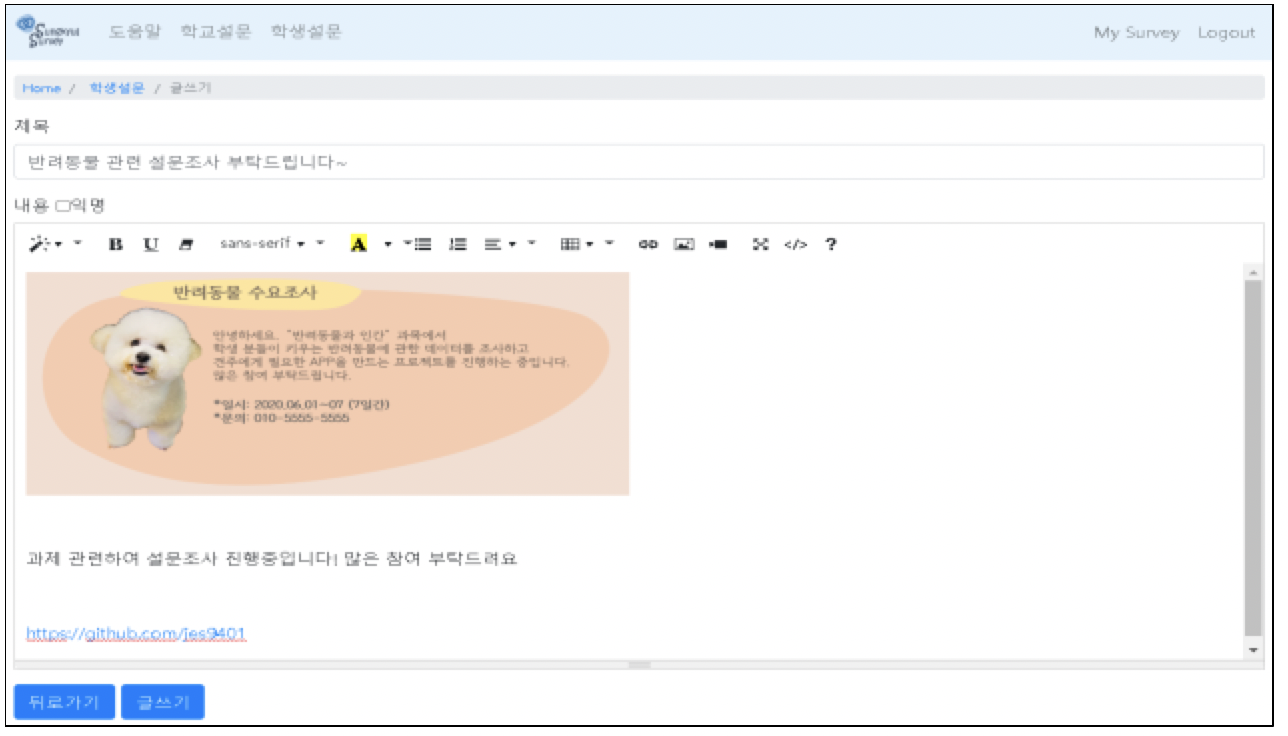 Sungkyul
Survey
도움말 학교설문 학생설문
My Survey Logout
Home / 학생설문 / 글쓰기
제목
반려동물 관련 설문조사 부탁드립니다~
내용 익명
B U sans-serif A </> ?
반려동물 수요조사
안녕하세요. "반려동물과 인간" 과목에서
학생 분들이 키우는 반려동물에 관한 데이터를 조사하고
견주에게 필요한 APP을 만드는 프로젝트를 진행하는 중입니다.
많은 참여 부탁드립니다.
*일시: 2020.06.01~07 (7일간)
*문의: 010-5555-5555
과제 관련하여 설문조사 진행중입니다! 많은 참여 부탁드려요
https://github.com/jes9401
뒤로가기 글쓰기